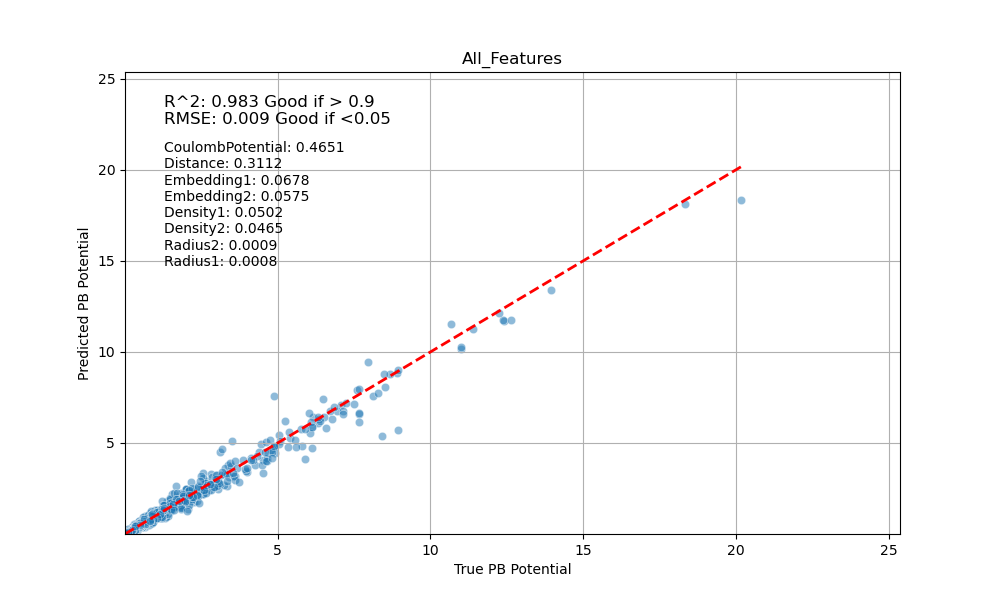 All_Features
25
R^2: 0.983 Good if > 0.9
RMSE: 0.009 Good if <0.05
CoulombPotential: 0.4651
Distance: 0.3112
Embedding1: 0.0678
Embedding2: 0.0575
Density1: 0.0502
Density2: 0.0465
Radius2: 0.0009
Radius1: 0.0008
20
15
10
5
Predicted PB Potential
5 10 15 20 25
True PB Potential